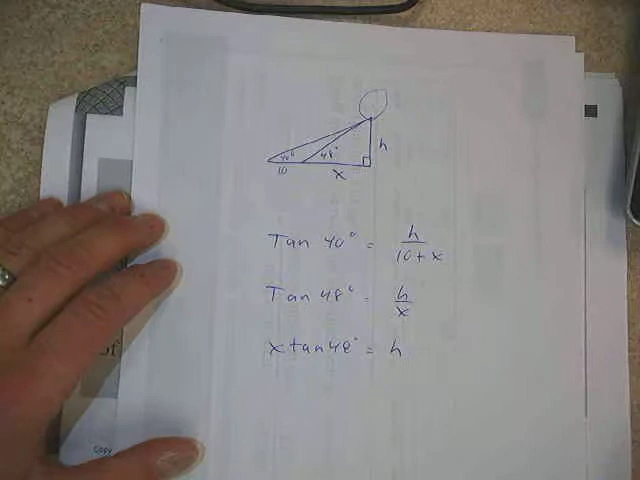 40° 48° h
10 x
Tan 40° = h / 10 + x
Tan 48° = h / x
x tan 48° = h